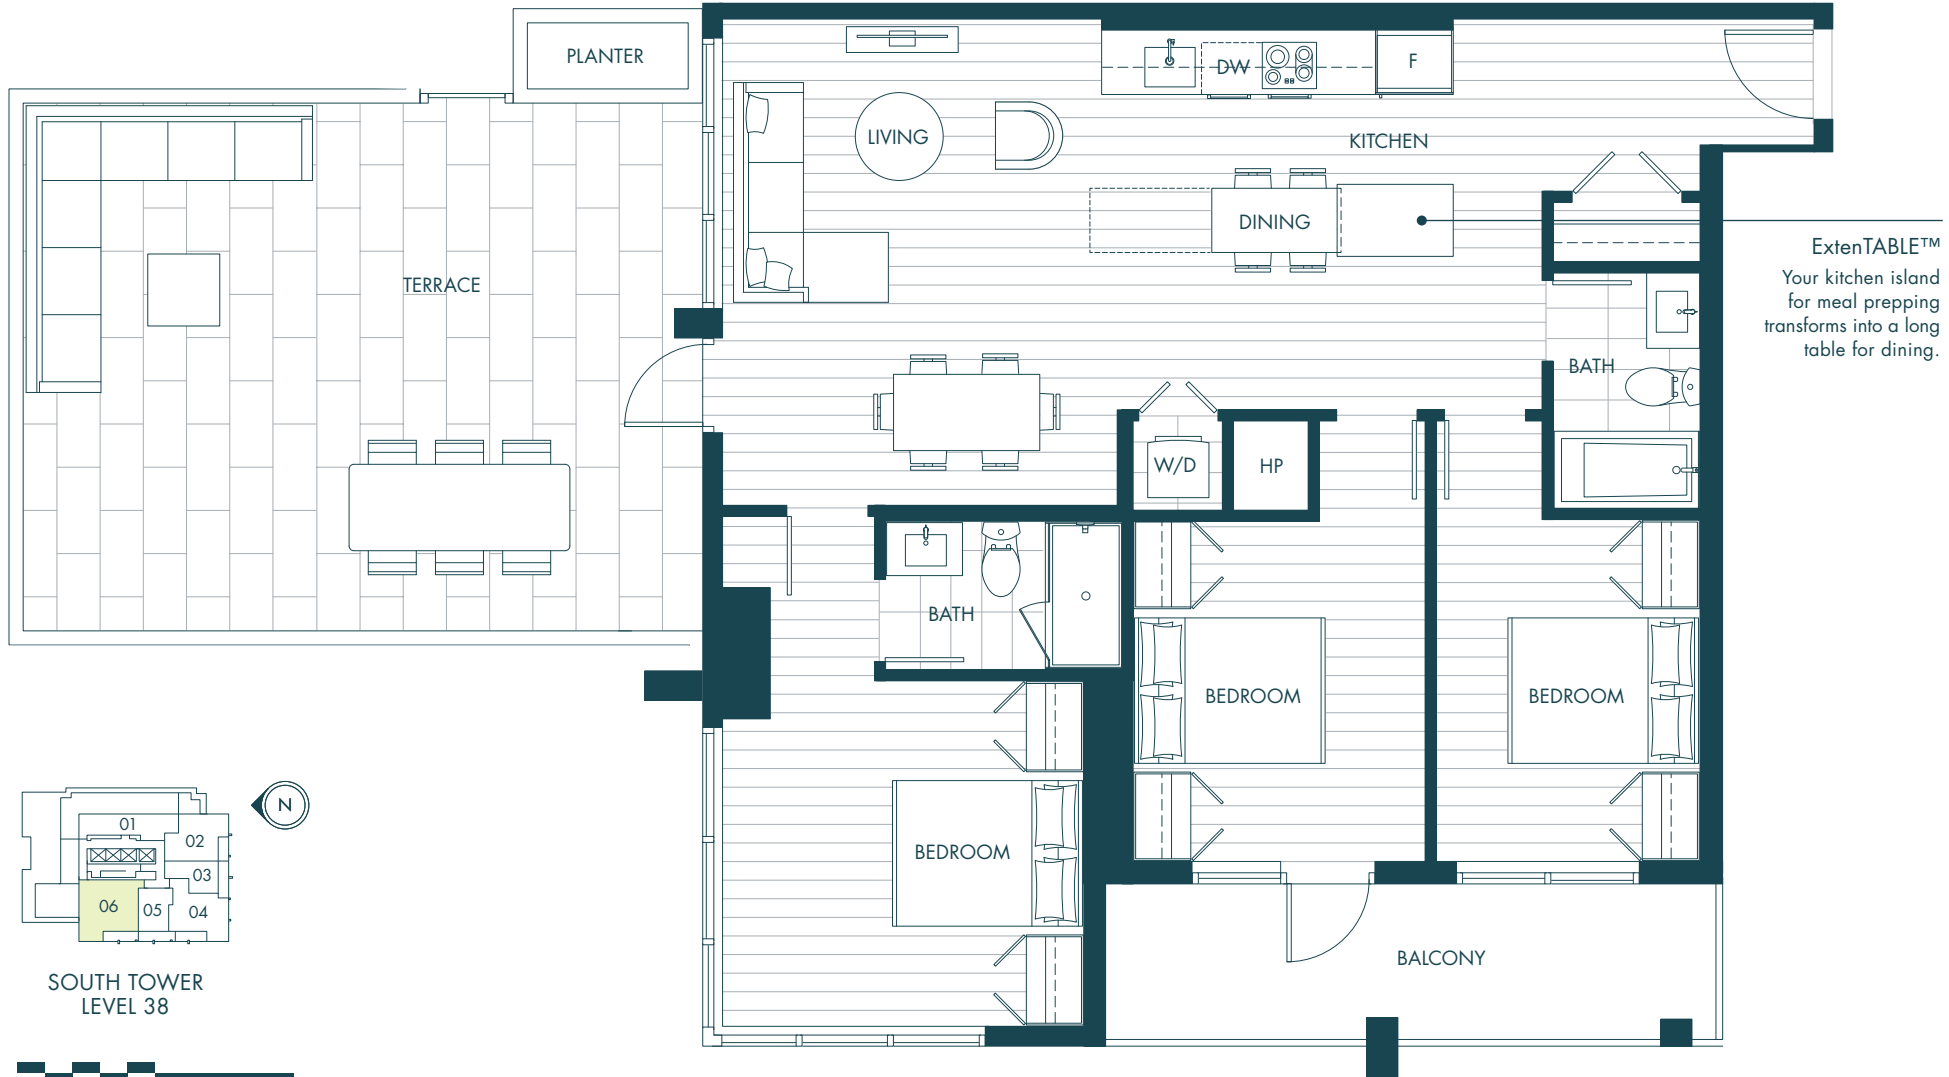 PLANTER
DW
F
LIVING
KITCHEN
DINING
TERRACE
ExtenTABLE™
Your kitchen island
for meal prepping
transforms into a long
table for dining.
BATH
W/D
HP
BATH
BEDROOM
BEDROOM
BEDROOM
BALCONY
N
01
02
03
04
05
06
SOUTH TOWER
LEVEL 38